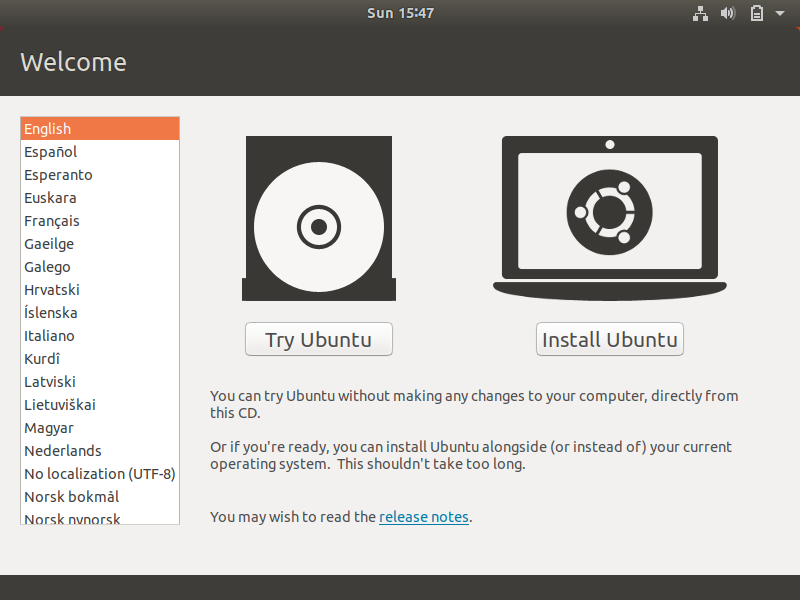 Sun 15:47
Welcome
English
Español
Esperanto
Euskara
Français
Gaeilge
Galego
Hrvatski
Íslenska
Italiano
Kurdî
Latviski
Lietuviškai
Magyar
Nederlands
No localization (UTF-8)
Norsk bokmål
Norsk nynorsk
Try Ubuntu
Install Ubuntu
You can try Ubuntu without making any changes to your computer, directly from
this CD.
Or if you're ready, you can install Ubuntu alongside (or instead of) your current
operating system.  This shouldn't take too long.
You may wish to read the release notes.